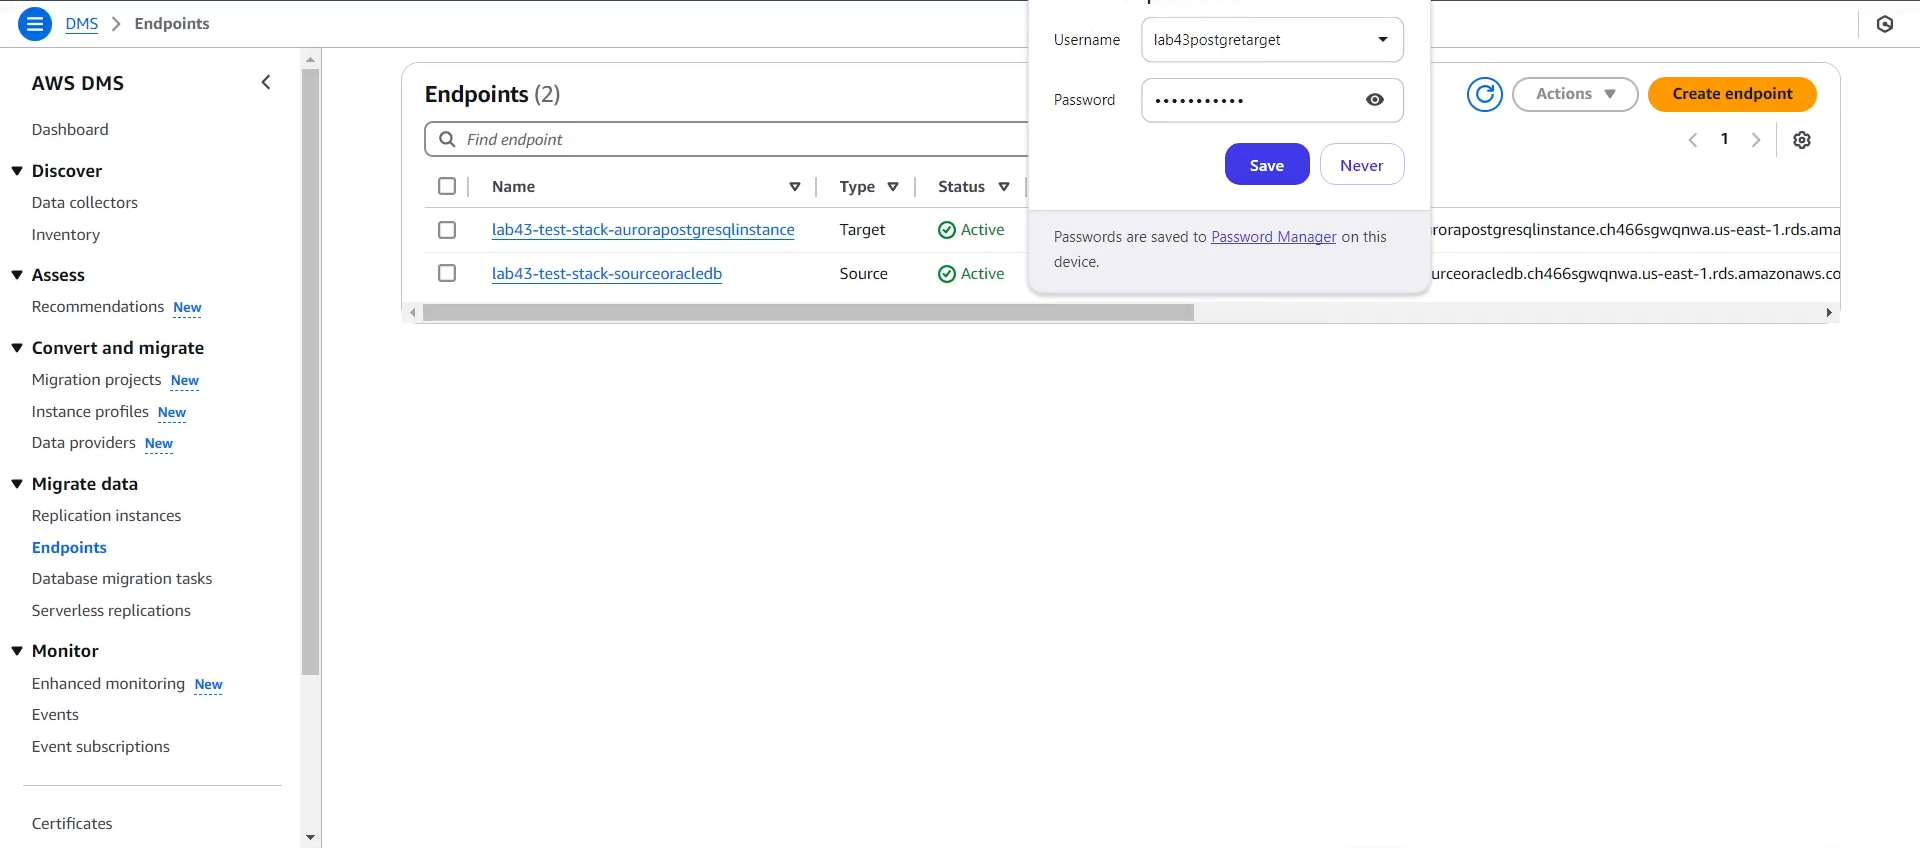 DMS > Endpoints
AWS DMS
Dashboard
Discover
Data collectors
Inventory
Assess
Recommendations New
Convert and migrate
Migration projects New
Instance profiles New
Data providers New
Migrate data
Replication instances
Endpoints
Database migration tasks
Serverless replications
Monitor
Enhanced monitoring New
Events
Event subscriptions
Certificates
Endpoints (2)
Actions
Create endpoint
Find endpoint
1
Name Type Status
lab43-test-stack-aurorapostgresqlinstance Target Active rorapostgresqlinstance.ch466sgwqnwa.us-east-1.rds.ama
lab43-test-stack-sourceoracledb Source Active urceoracledb.ch466sgwqnwa.us-east-1.rds.amazonaws.co
Username lab43postgretarget
Password •••••••••••
Save Never
Passwords are saved to Password Manager on this
device.